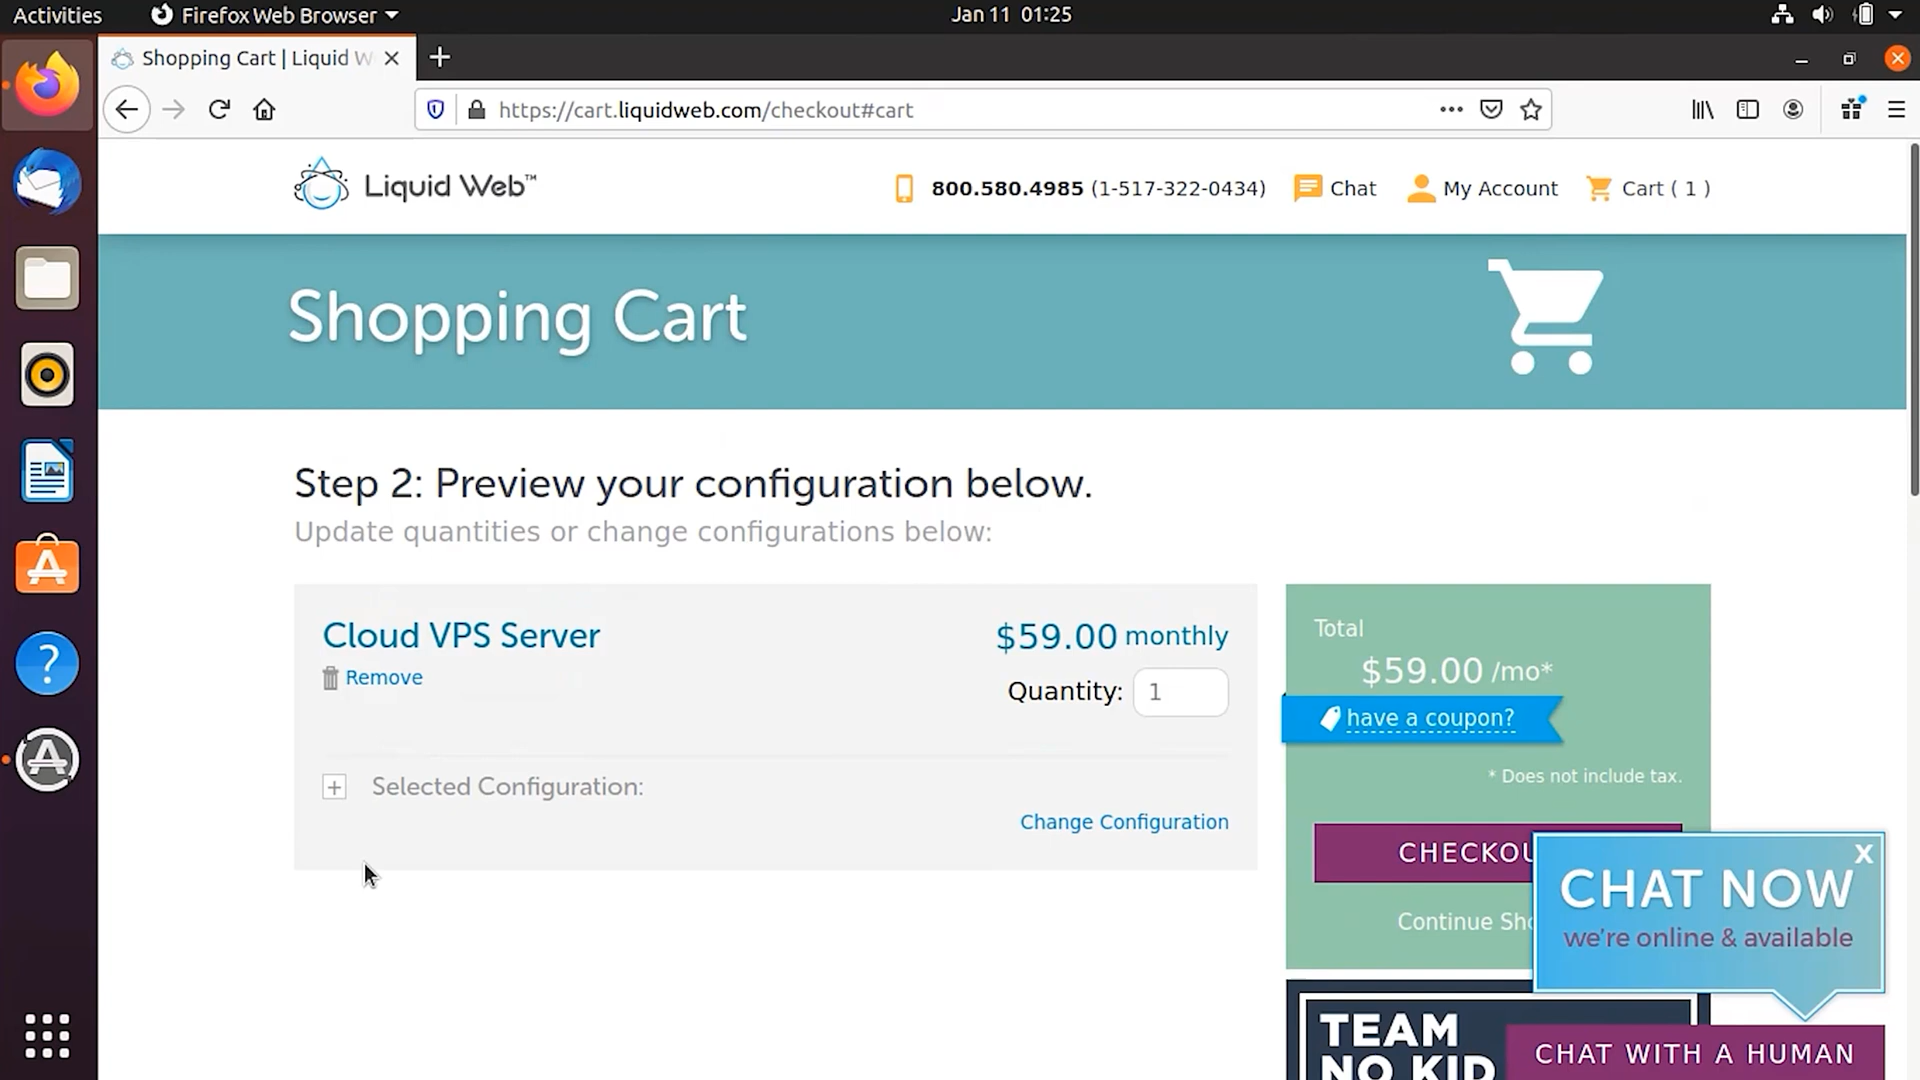 Activities
Firefox Web Browser
Jan 11 01:25
Shopping Cart | Liquid W
https://cart.liquidweb.com/checkout#cart
Liquid Web™
800.580.4985 (1-517-322-0434)
Chat
My Account
Cart ( 1 )
Shopping Cart
Step 2: Preview your configuration below.
Update quantities or change configurations below:
Cloud VPS Server
$59.00 monthly
Remove
Quantity: 1
Selected Configuration:
Change Configuration
Total
$59.00 /mo*
have a coupon?
* Does not include tax.
CHECKOU
Continue Sho
X
CHAT NOW
we're online & available
TEAM
NO KID
CHAT WITH A HUMAN